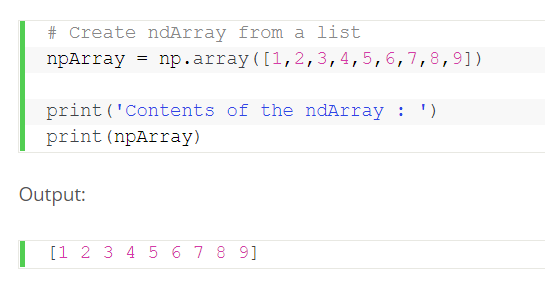 # Create ndArray from a list
npArray = np.array([1,2,3,4,5,6,7,8,9])
print('Contents of the ndArray : ')
print(npArray)
Output:
[1 2 3 4 5 6 7 8 9]